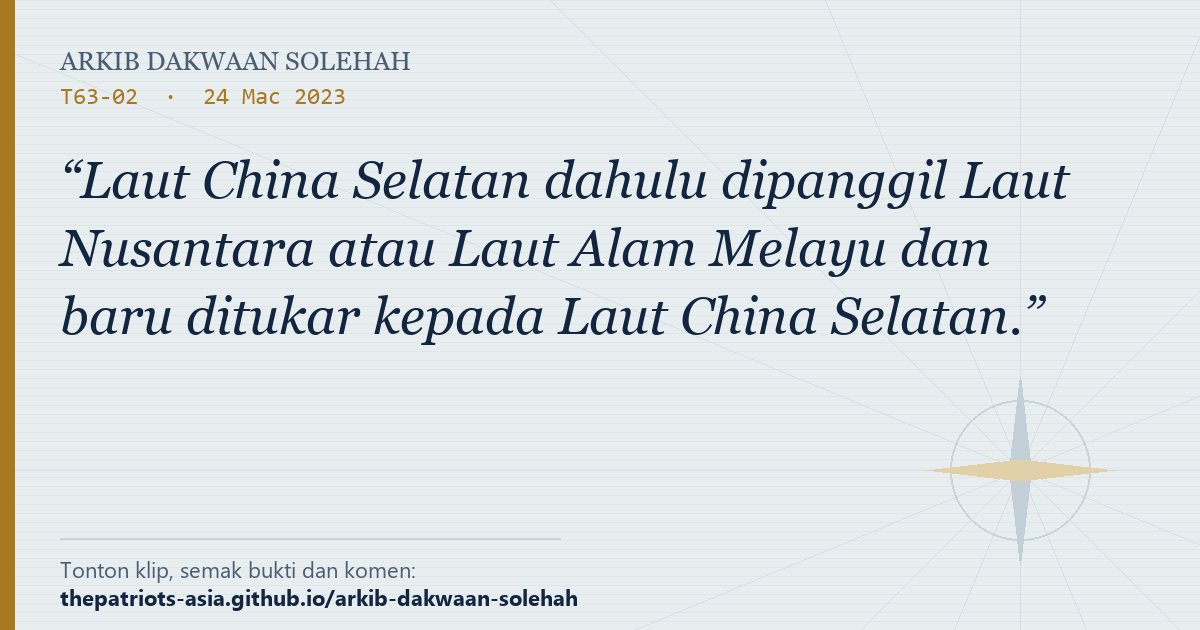 ARKIB DAKWAAN SOLEHAH
T63-02 · 24 Mac 2023
“Laut China Selatan dahulu dipanggil Laut
Nusantara atau Laut Alam Melayu dan
baru ditukar kepada Laut China Selatan.”
Tonton klip, semak bukti dan komen:
thepatriots-asia.github.io/arkib-dakwaan-solehah